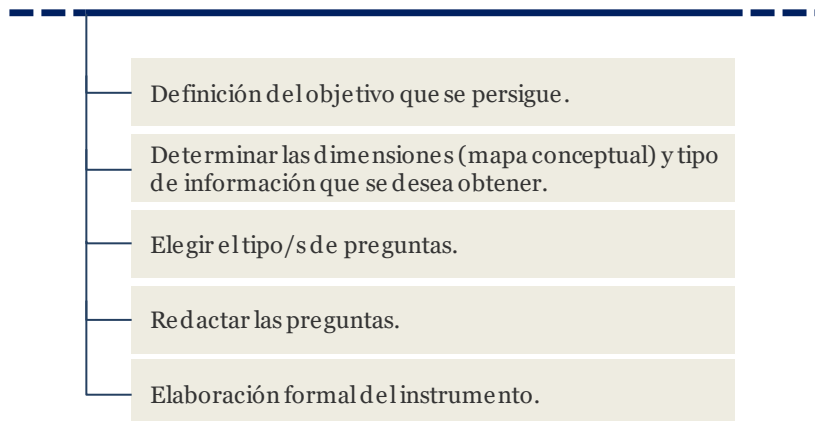 Definición del objetivo que se persigue.
Determinar las dimensiones (mapa conceptual) y tipo
de información que se desea obtener.
Elegir el tipo/s de preguntas.
Redactar las preguntas.
Elaboración formal del instrumento.